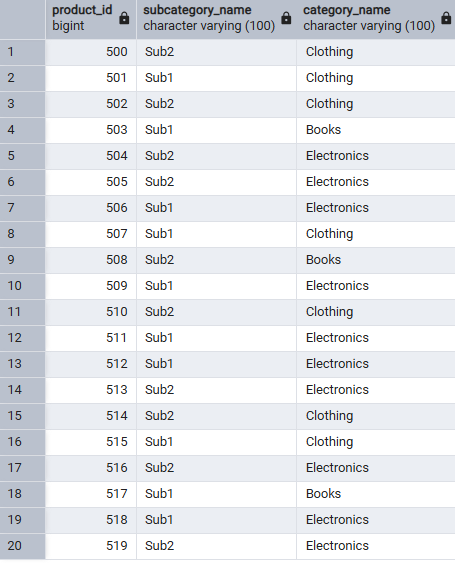 product_id subcategory_name category_name
bigint character varying (100) character varying (100)
1 500 Sub2 Clothing
2 501 Sub1 Clothing
3 502 Sub2 Clothing
4 503 Sub1 Books
5 504 Sub2 Electronics
6 505 Sub2 Electronics
7 506 Sub1 Electronics
8 507 Sub1 Clothing
9 508 Sub2 Books
10 509 Sub1 Electronics
11 510 Sub2 Clothing
12 511 Sub1 Electronics
13 512 Sub1 Electronics
14 513 Sub2 Electronics
15 514 Sub2 Clothing
16 515 Sub1 Clothing
17 516 Sub2 Electronics
18 517 Sub1 Books
19 518 Sub1 Electronics
20 519 Sub2 Electronics